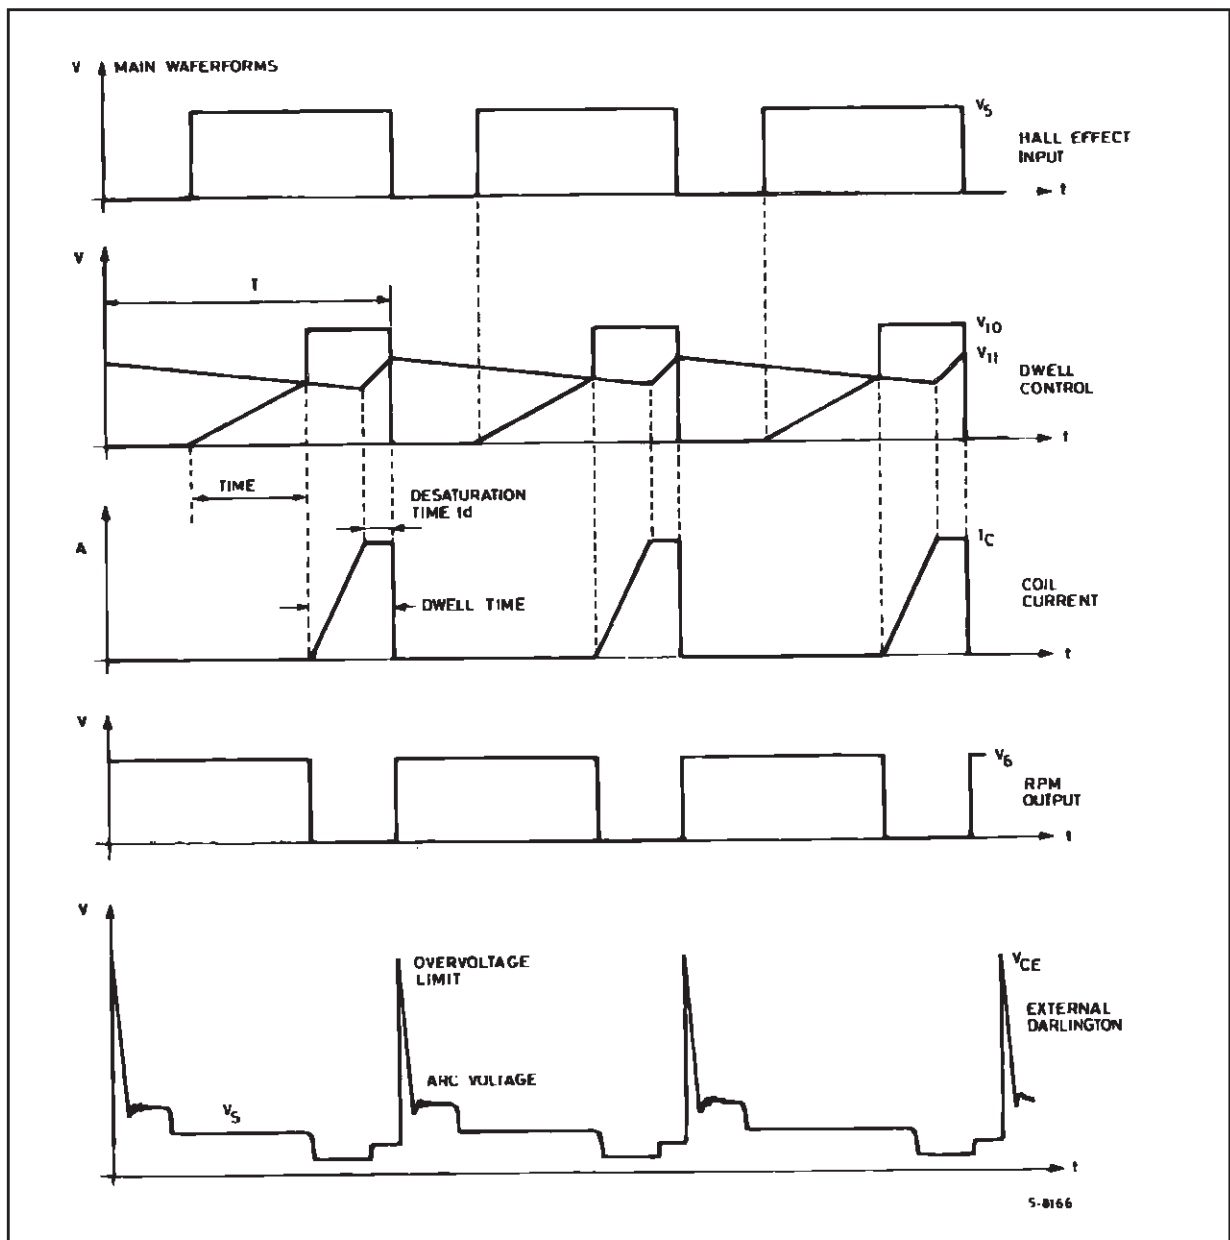 V MAIN WAFERFORMS
V5
HALL EFFECT
INPUT
t
V
T
V10
V11
DWELL
CONTROL
t
TIME
DESATURATION
TIME td
A
IC
DWELL TIME
COIL
CURRENT
t
V
V6
RPM
OUTPUT
t
V
OVERVOLTAGE
LIMIT
VCE
EXTERNAL
DARLINGTON
ARC VOLTAGE
VS
t
S-8166